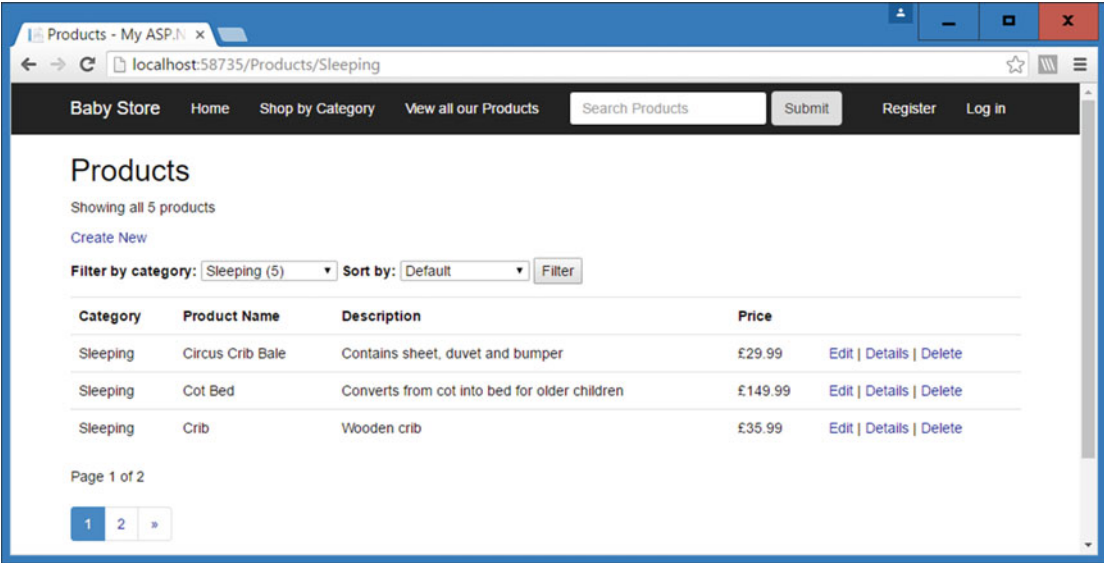 Products - My ASP.N
localhost:58735/Products/Sleeping
Baby Store Home Shop by Category View all our Products Search Products Submit Register Log in
Products
Showing all 5 products
Create New
Filter by category: Sleeping (5) Sort by: Default Filter
Category Product Name Description Price
Sleeping Circus Crib Bale Contains sheet, duvet and bumper £29.99 Edit | Details | Delete
Sleeping Cot Bed Converts from cot into bed for older children £149.99 Edit | Details | Delete
Sleeping Crib Wooden crib £35.99 Edit | Details | Delete
Page 1 of 2
1 2 »